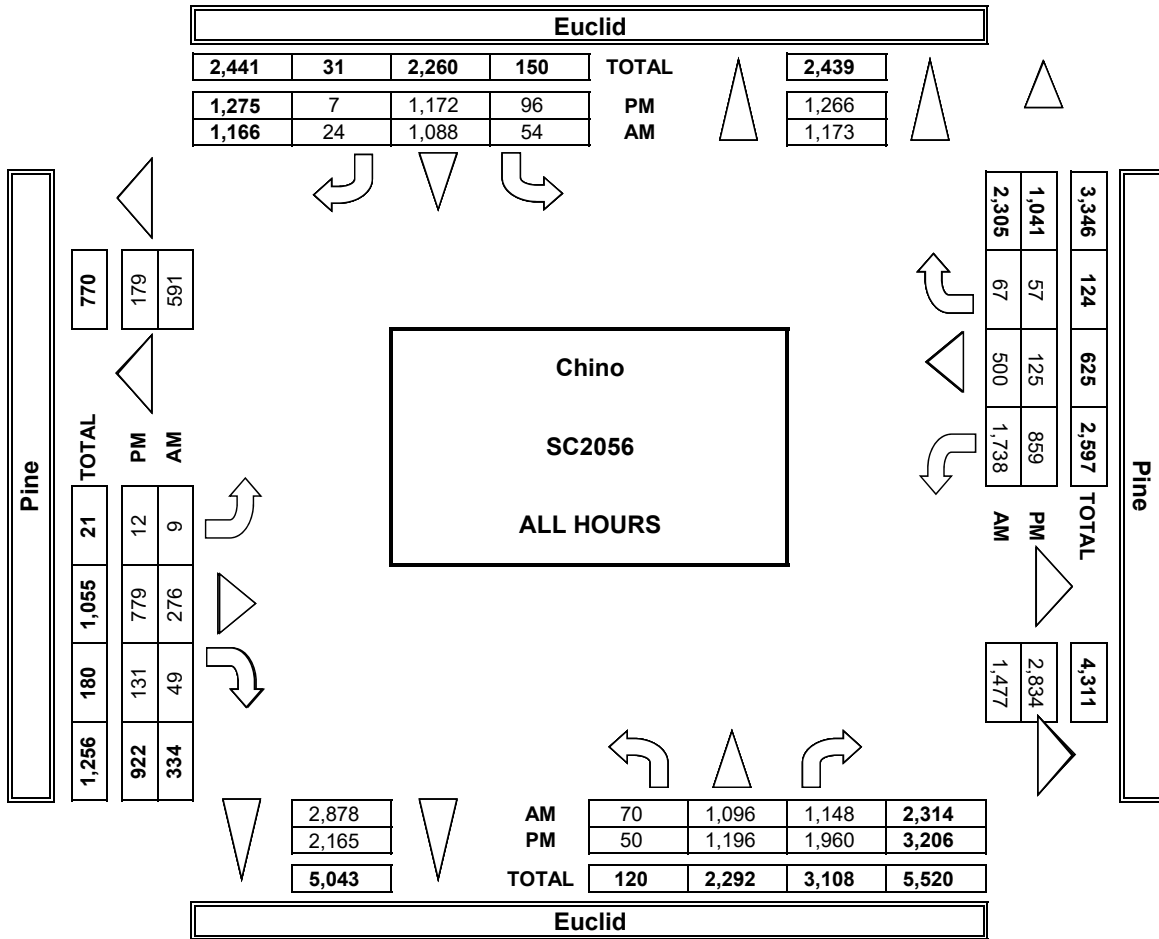 Euclid
2,441 31 2,260 150 TOTAL 2,439
1,275 7 1,172 96 PM 1,266
1,166 24 1,088 54 AM 1,173
Pine
770
179
591
TOTAL 21 1,055 180 1,256
PM 12 779 131 922
AM 9 276 49 334
Chino
SC2056
ALL HOURS
3,346 124 625 2,597 TOTAL 4,311
1,041 57 125 859 PM 2,834
2,305 67 500 1,738 AM 1,477
Pine
2,878 AM 70 1,096 1,148 2,314
2,165 PM 50 1,196 1,960 3,206
5,043 TOTAL 120 2,292 3,108 5,520
Euclid